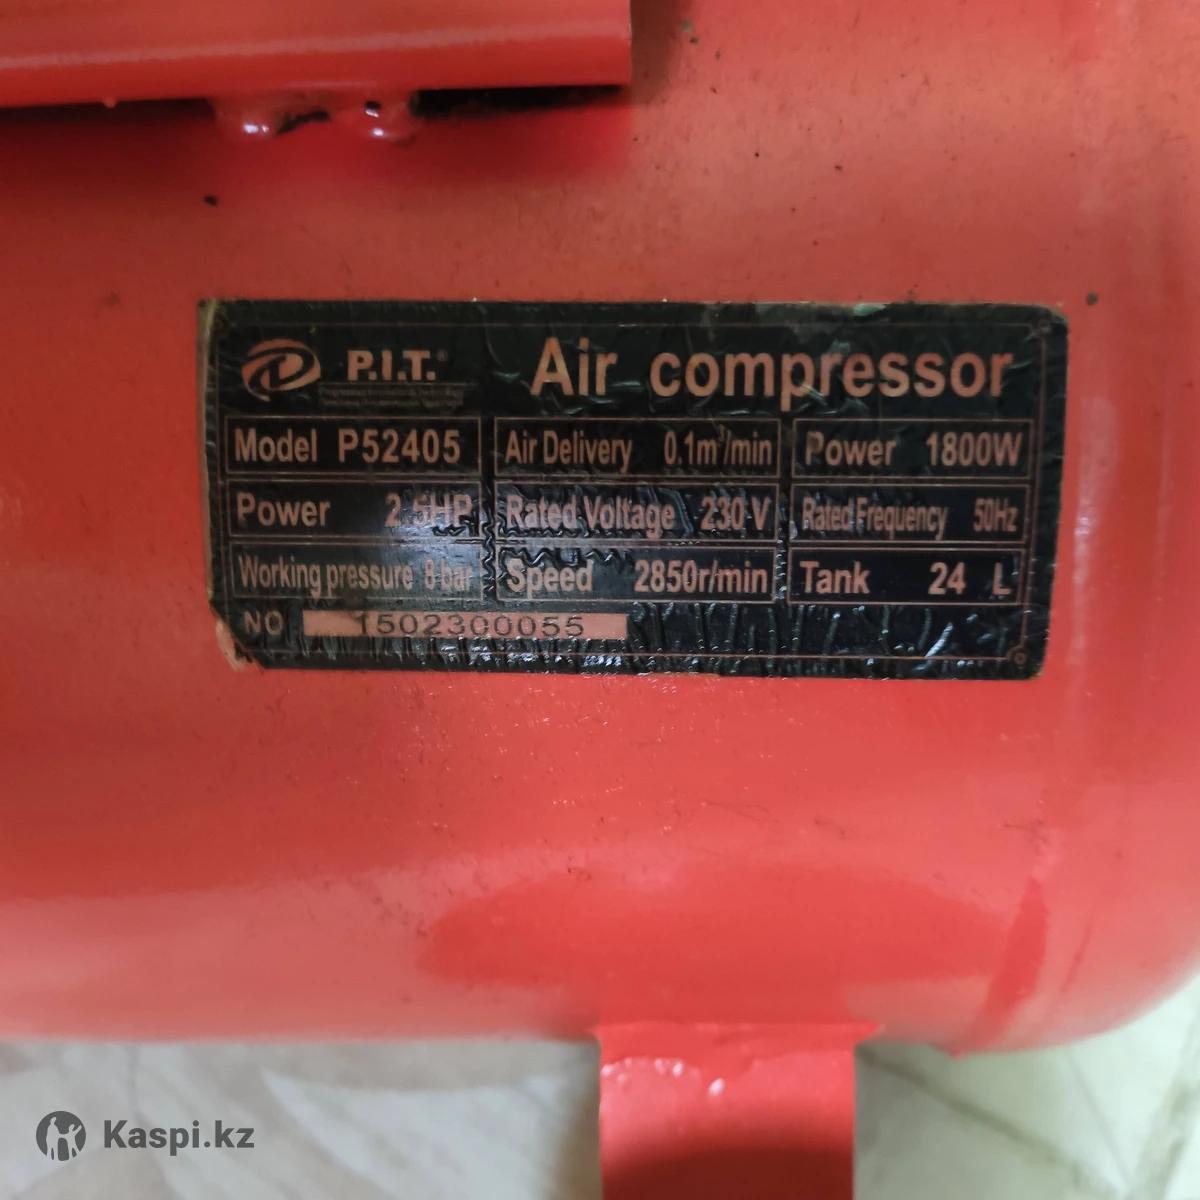 P.I.T.® Air compressor
Model P52405 Air Delivery 0.1m³/min Power 1800W
Power 2.5HP Rated Voltage 230 V Rated Frequency 50Hz
Working pressure 8 bar Speed 2850r/min Tank 24 L
NO 1502300055
Kaspi.kz